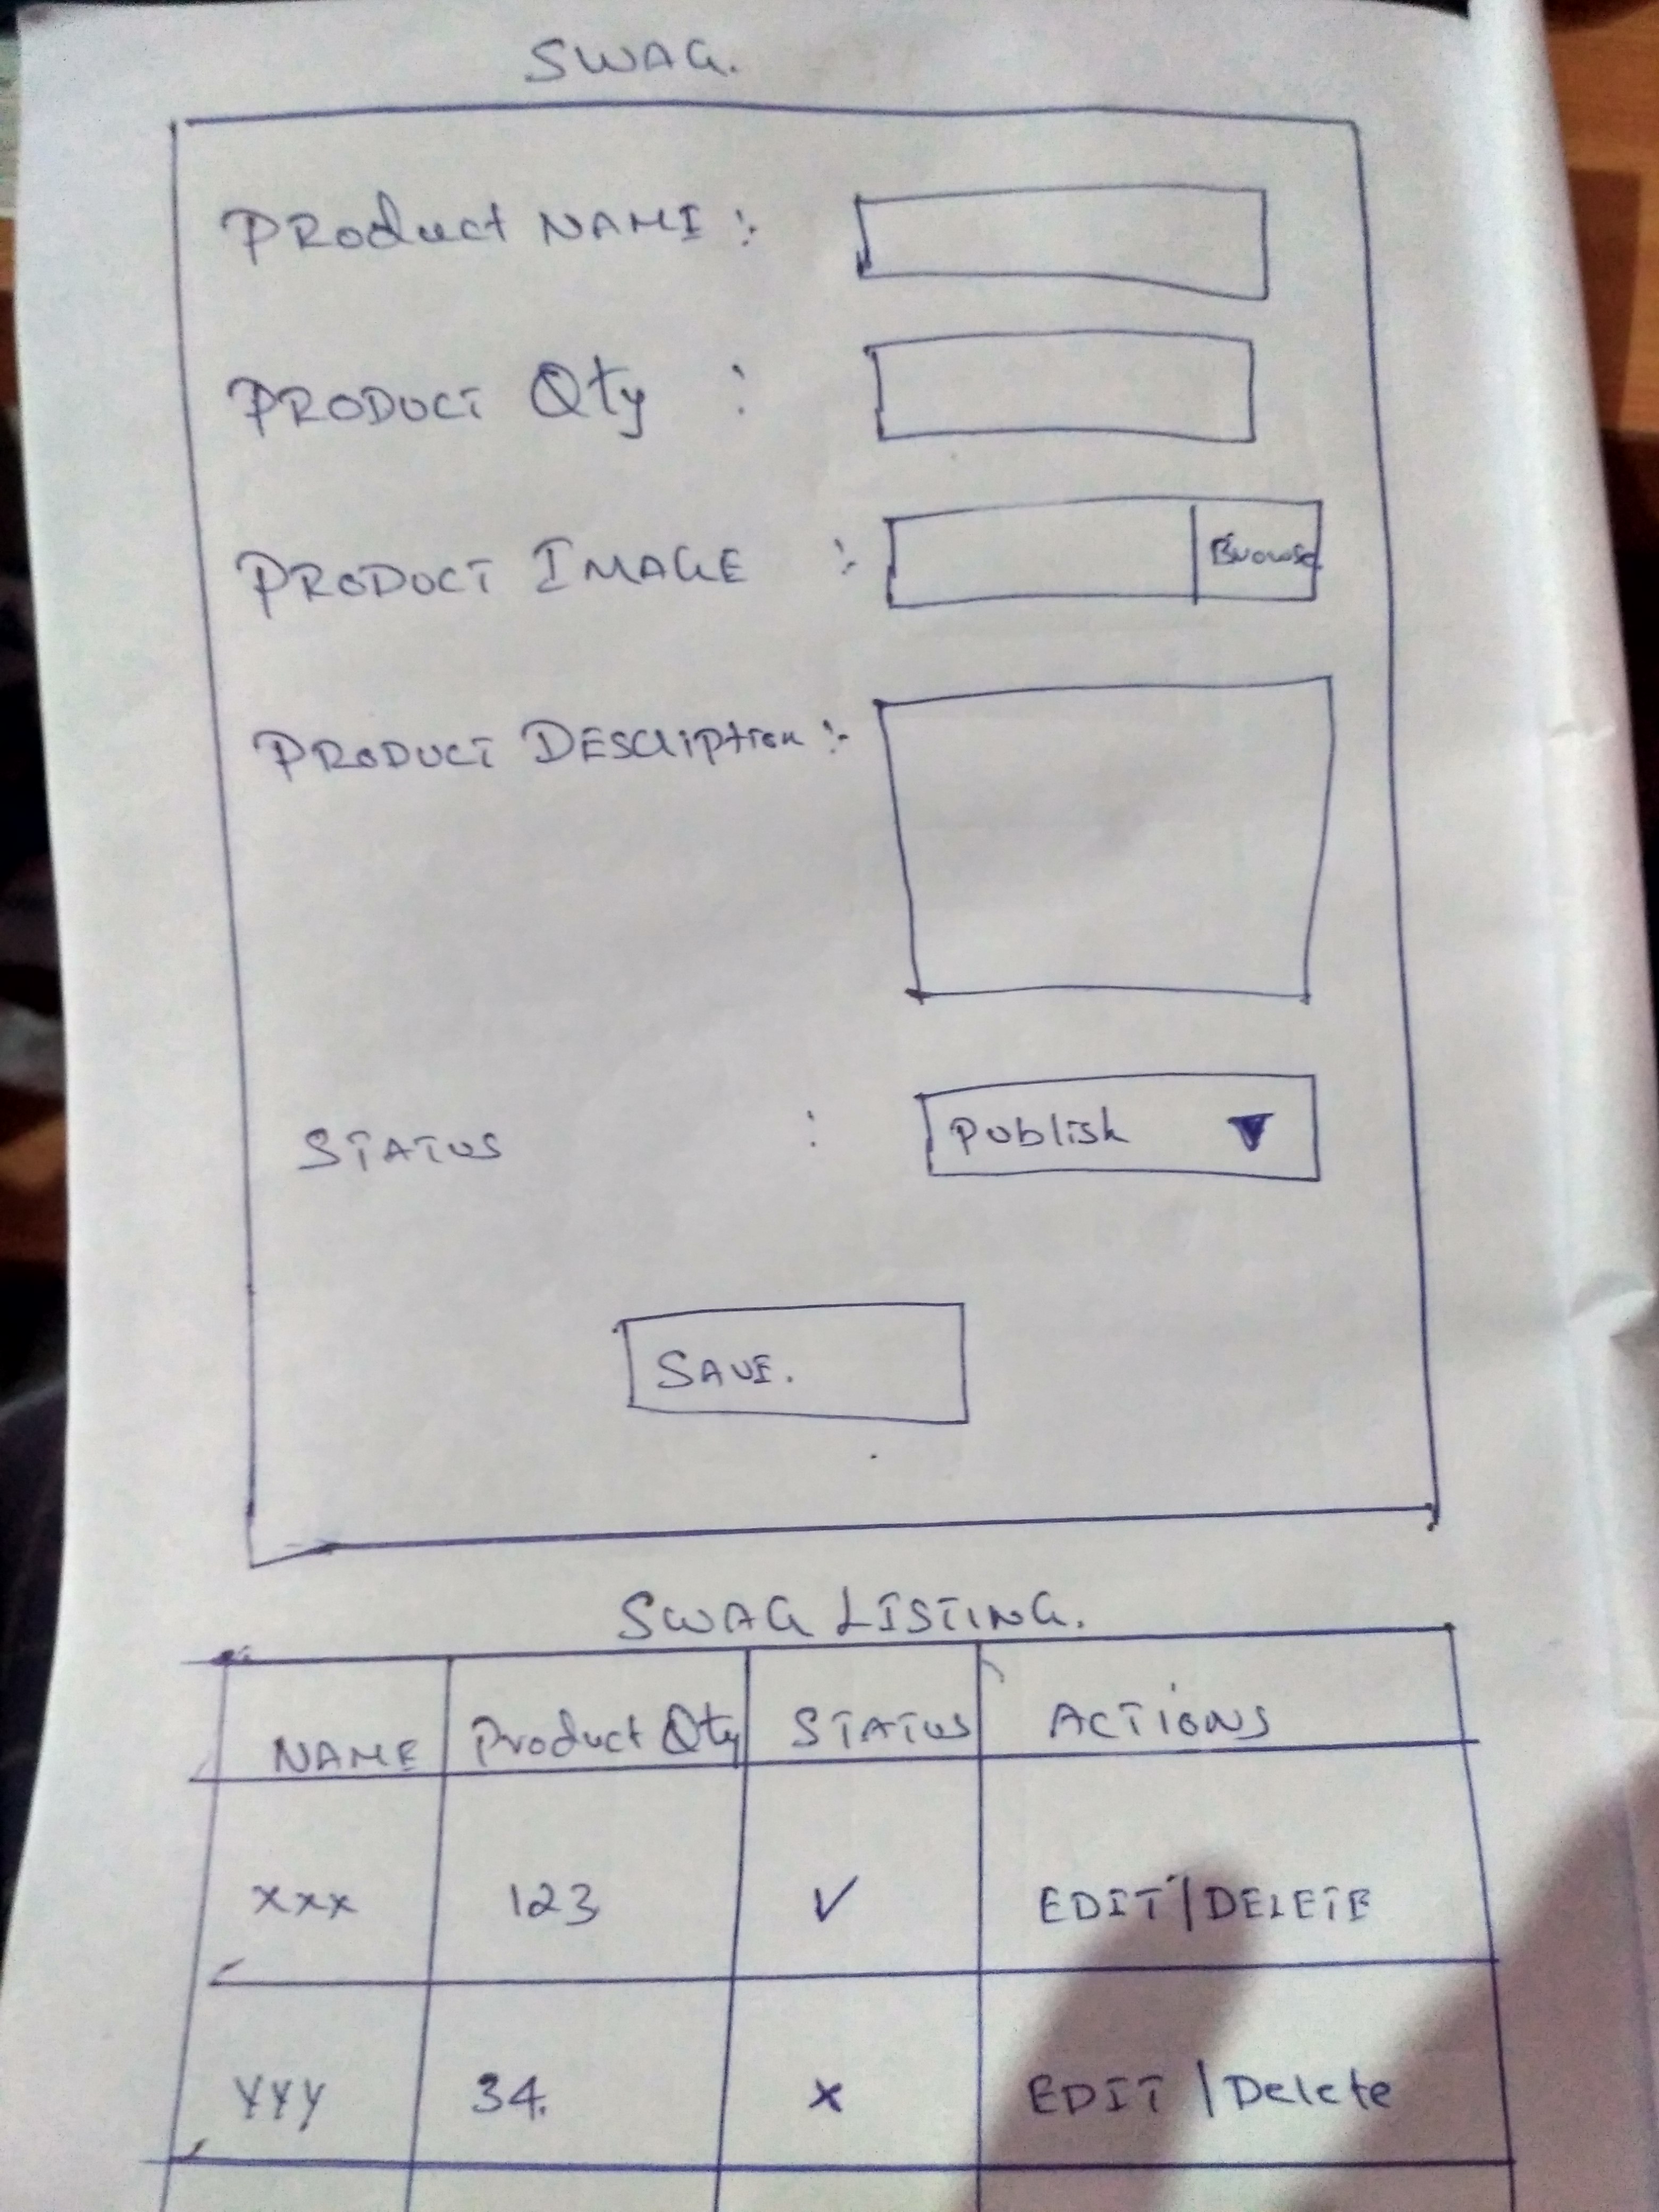 SWAG.
PRoduct NAME :-
PRODUCT Qty :
PRODUCT IMAGE :- Browse
PRODUCT DEScription :-
STATUS : Publish ▼
SAVE.
SWAG LISTING.
NAME Product Qty STATUS ACTIONS
xxx 123 ✓ EDIT/DELETE
YYY 34. x EDIT / Delete